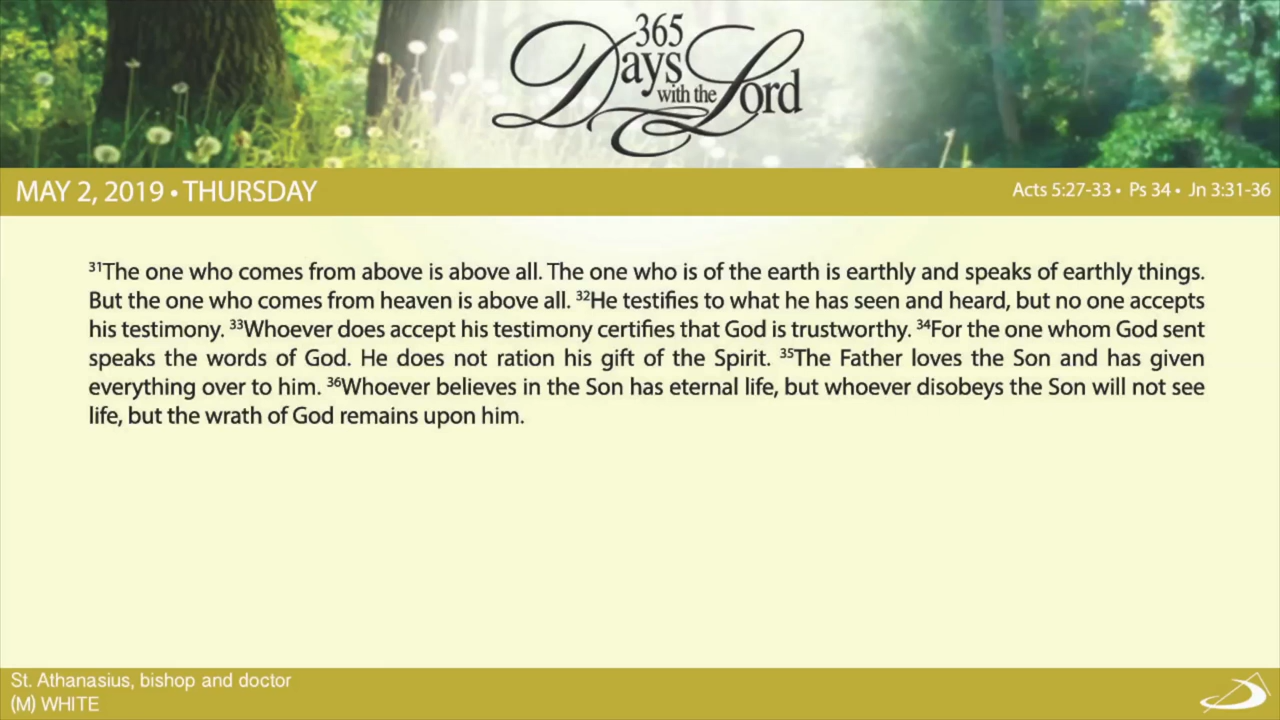 365
Days
with the Lord
MAY 2, 2019 • THURSDAY
Acts 5:27-33 • Ps 34 • Jn 3:31-36
³¹The one who comes from above is above all. The one who is of the earth is earthly and speaks of earthly things.
But the one who comes from heaven is above all. ³²He testifies to what he has seen and heard, but no one accepts
his testimony. ³³Whoever does accept his testimony certifies that God is trustworthy. ³⁴For the one whom God sent
speaks the words of God. He does not ration his gift of the Spirit. ³⁵The Father loves the Son and has given
everything over to him. ³⁶Whoever believes in the Son has eternal life, but whoever disobeys the Son will not see
life, but the wrath of God remains upon him.
St. Athanasius, bishop and doctor
(M) WHITE